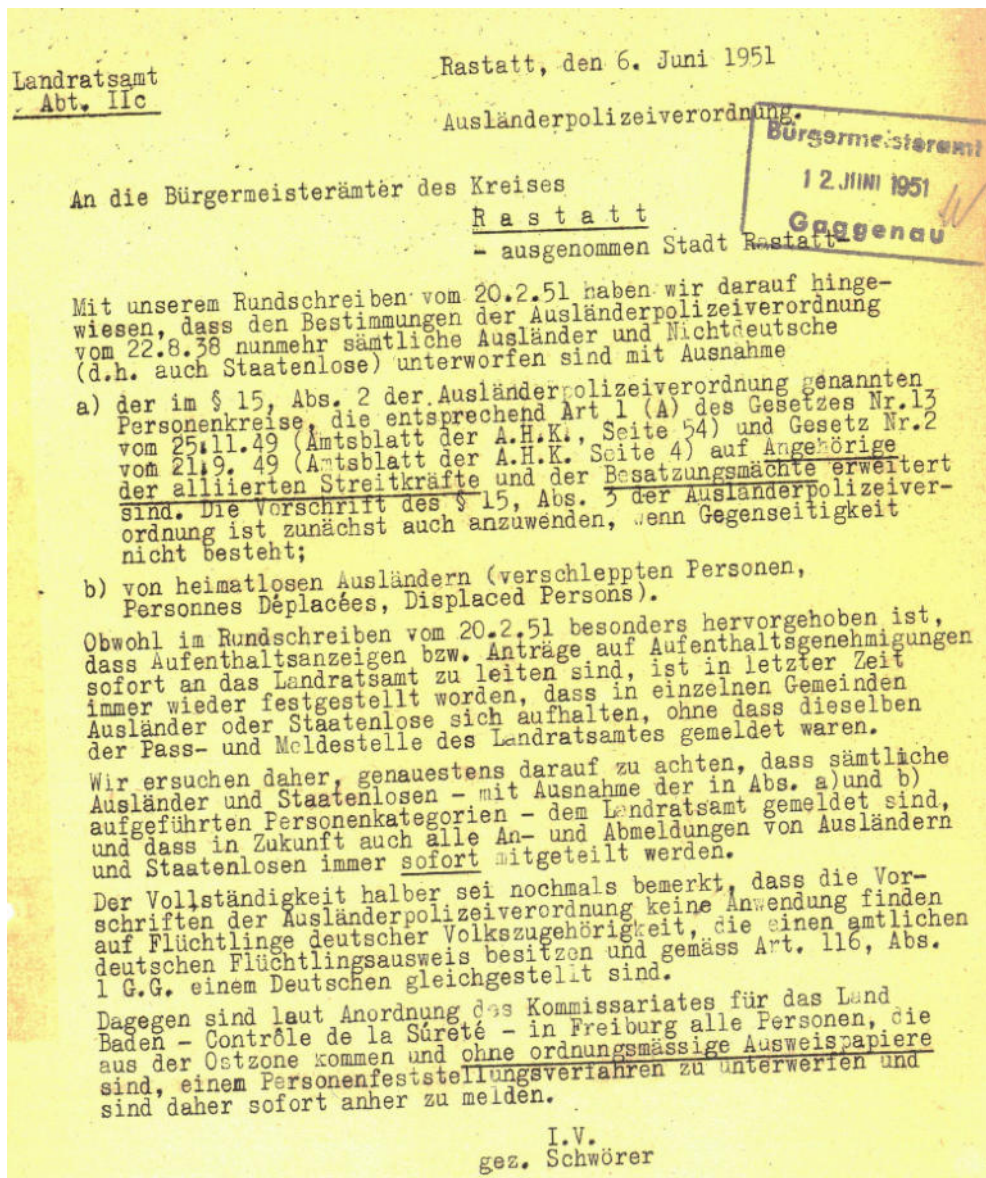 Landratsamt
Abt. IIc
Rastatt, den 6. Juni 1951
Ausländerpolizeiverordnung.
Bürgermeisteramt
12. JUNI 1951
Gaggenau
An die Bürgermeisterämter des Kreises
R a s t a t t
- ausgenommen Stadt Rastatt-
Mit unserem Rundschreiben vom 20.2.51 haben wir darauf hinge-
wiesen, dass den Bestimmungen der Ausländerpolizeiverordnung
vom 22.8.38 nunmehr sämtliche Ausländer und Nichtdeutsche
(d.h. auch Staatenlose) unterworfen sind mit Ausnahme
a) der im § 15, Abs. 2 der Ausländerpolizeiverordnung genannten
Personenkreise, die entsprechend Art 1 (A) des Gesetzes Nr.13
vom 25.11.49 (Amtsblatt der A.H.K., Seite 54) und Gesetz Nr.2
vom 21.9. 49 (Amtsblatt der A.H.K. Seite 4) auf Angehörige
der alliierten Streitkräfte und der Besatzungsmächte erweitert
sind. Die Vorschrift des § 15, Abs. 3 der Ausländerpolizeiver-
ordnung ist zunächst auch anzuwenden, wenn Gegenseitigkeit
nicht besteht;
b) von heimatlosen Ausländern (verschleppten Personen,
Personnes Déplacées, Displaced Persons).
Obwohl im Rundschreiben vom 20.2.51 besonders hervorgehoben ist,
dass Aufenthaltsanzeigen bzw. Anträge auf Aufenthaltsgenehmigungen
sofort an das Landratsamt zu leiten sind, ist in letzter Zeit
immer wieder festgestellt worden, dass in einzelnen Gemeinden
Ausländer oder Staatenlose sich aufhalten, ohne dass dieselben
der Pass- und Meldestelle des Landratsamtes gemeldet waren.
Wir ersuchen daher, genauestens darauf zu achten, dass sämtliche
Ausländer und Staatenlosen - mit Ausnahme der in Abs. a)und b)
aufgeführten Personenkategorien - dem Landratsamt gemeldet sind,
und dass in Zukunft auch alle An- und Abmeldungen von Ausländern
und Staatenlosen immer sofort mitgeteilt werden.
Der Vollständigkeit halber sei nochmals bemerkt, dass die Vor-
schriften der Ausländerpolizeiverordnung keine Anwendung finden
auf Flüchtlinge deutscher Volkszugehörigkeit, die einen amtlichen
deutschen Flüchtlingsausweis besitzen und gemäss Art. 116, Abs.
1 G.G. einem Deutschen gleichgestellt sind.
Dagegen sind laut Anordnung des Kommissariates für das Land
Baden - Contrôle de la Sûreté - in Freiburg alle Personen, die
aus der Ostzone kommen und ohne ordnungsmässige Ausweispapiere
sind, einem Personenfeststellungsverfahren zu unterwerfen und
sind daher sofort anher zu melden.
I.V.
gez. Schwörer